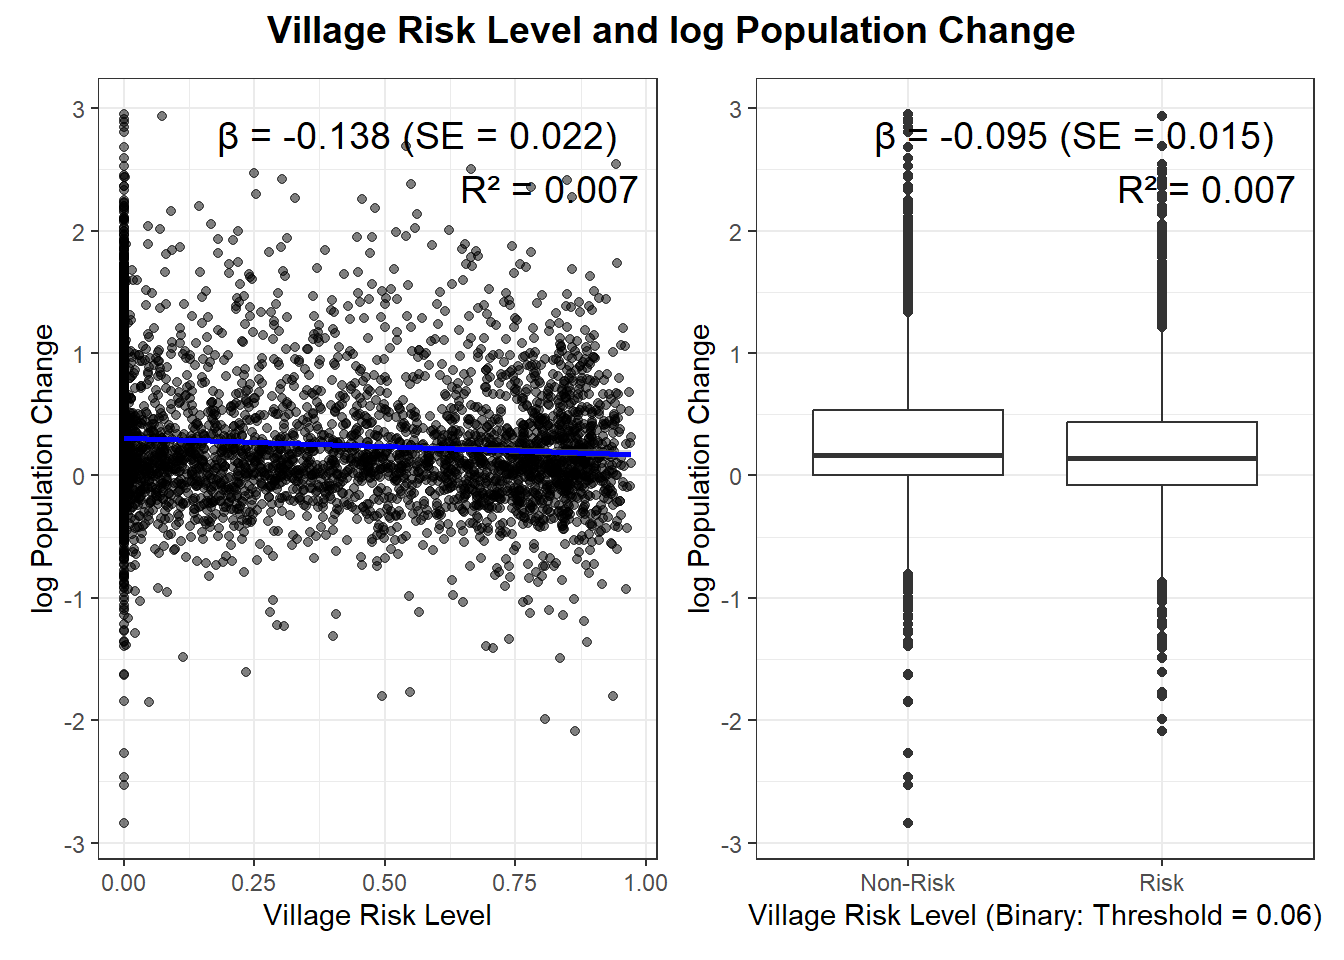 Village Risk Level and log Population Change
β = -0.138 (SE = 0.022)
R² = 0.007
log Population Change
3
2
1
0
-1
-2
-3
0.00 0.25 0.50 0.75 1.00
Village Risk Level
β = -0.095 (SE = 0.015)
R² = 0.007
log Population Change
3
2
1
0
-1
-2
-3
Non-Risk Risk
Village Risk Level (Binary: Threshold = 0.06)